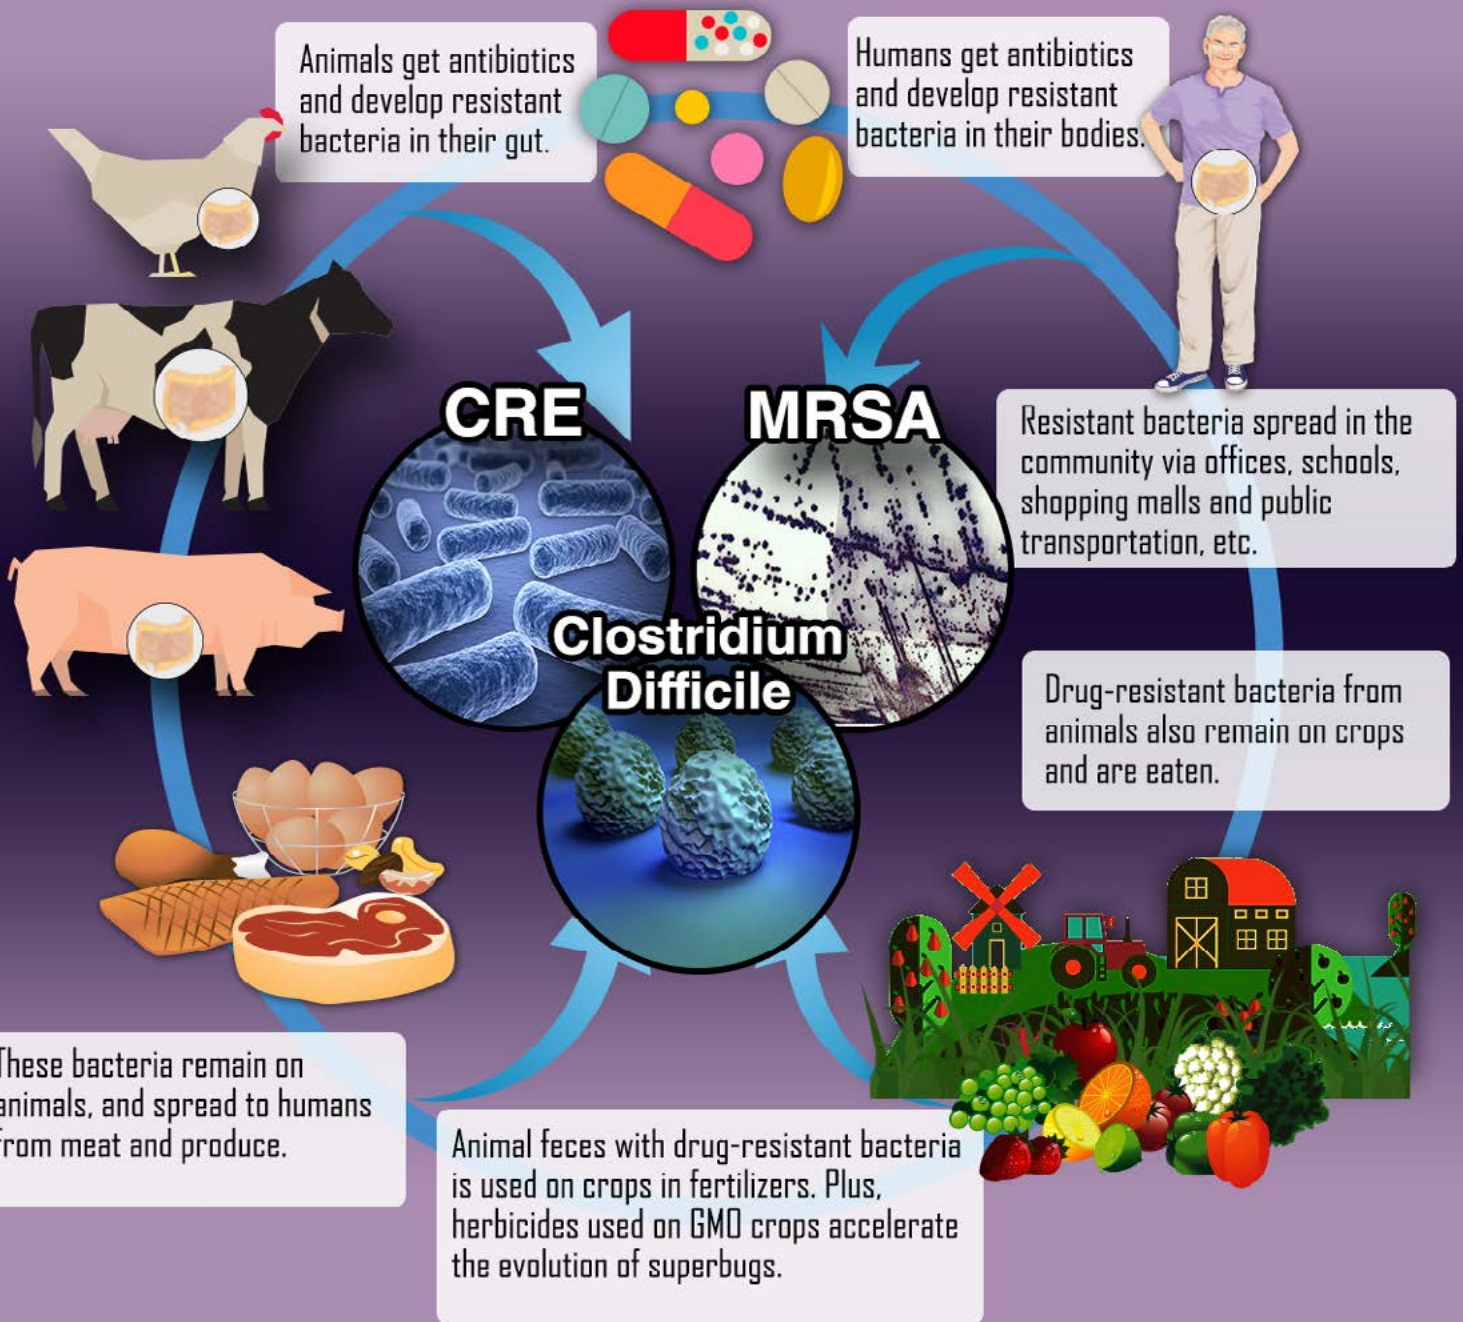 Animals get antibiotics
and develop resistant
bacteria in their gut.
Humans get antibiotics
and develop resistant
bacteria in their bodies.
CRE
MRSA
Resistant bacteria spread in the
community via offices, schools,
shopping malls and public
transportation, etc.
Clostridium
Difficile
Drug-resistant bacteria from
animals also remain on crops
and are eaten.
These bacteria remain on
animals, and spread to humans
from meat and produce.
Animal feces with drug-resistant bacteria
is used on crops in fertilizers. Plus,
herbicides used on GMO crops accelerate
the evolution of superbugs.